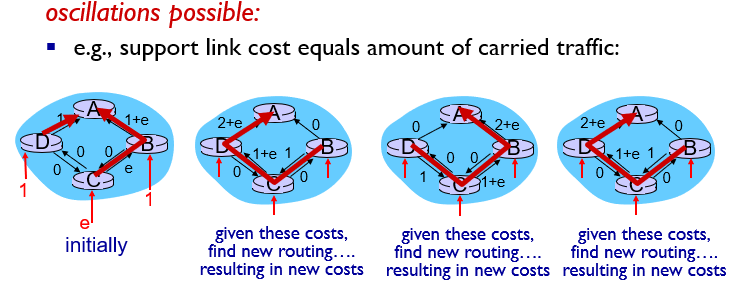 oscillations possible:
▪ e.g., support link cost equals amount of carried traffic:
A
1
1+e
D
B
0 0
0
e
C
1
1
e
initially
A
2+e
0
D
B
1+e 1
0
0
C
given these costs,
find new routing….
resulting in new costs
A
0
2+e
D
B
0 0
1
1+e
C
given these costs,
find new routing….
resulting in new costs
A
2+e
0
D
B
1+e 1
0
0
C
given these costs,
find new routing….
resulting in new costs